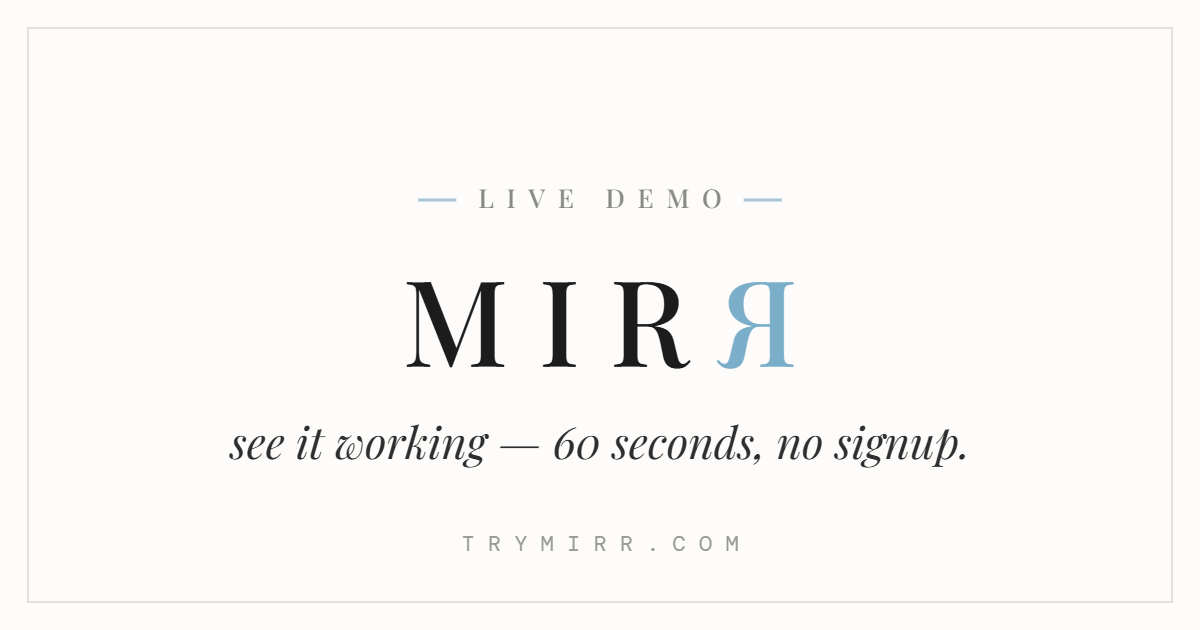 LIVE DEMO
MIRЯ
see it working — 60 seconds, no signup.
TRYMIRR.COM